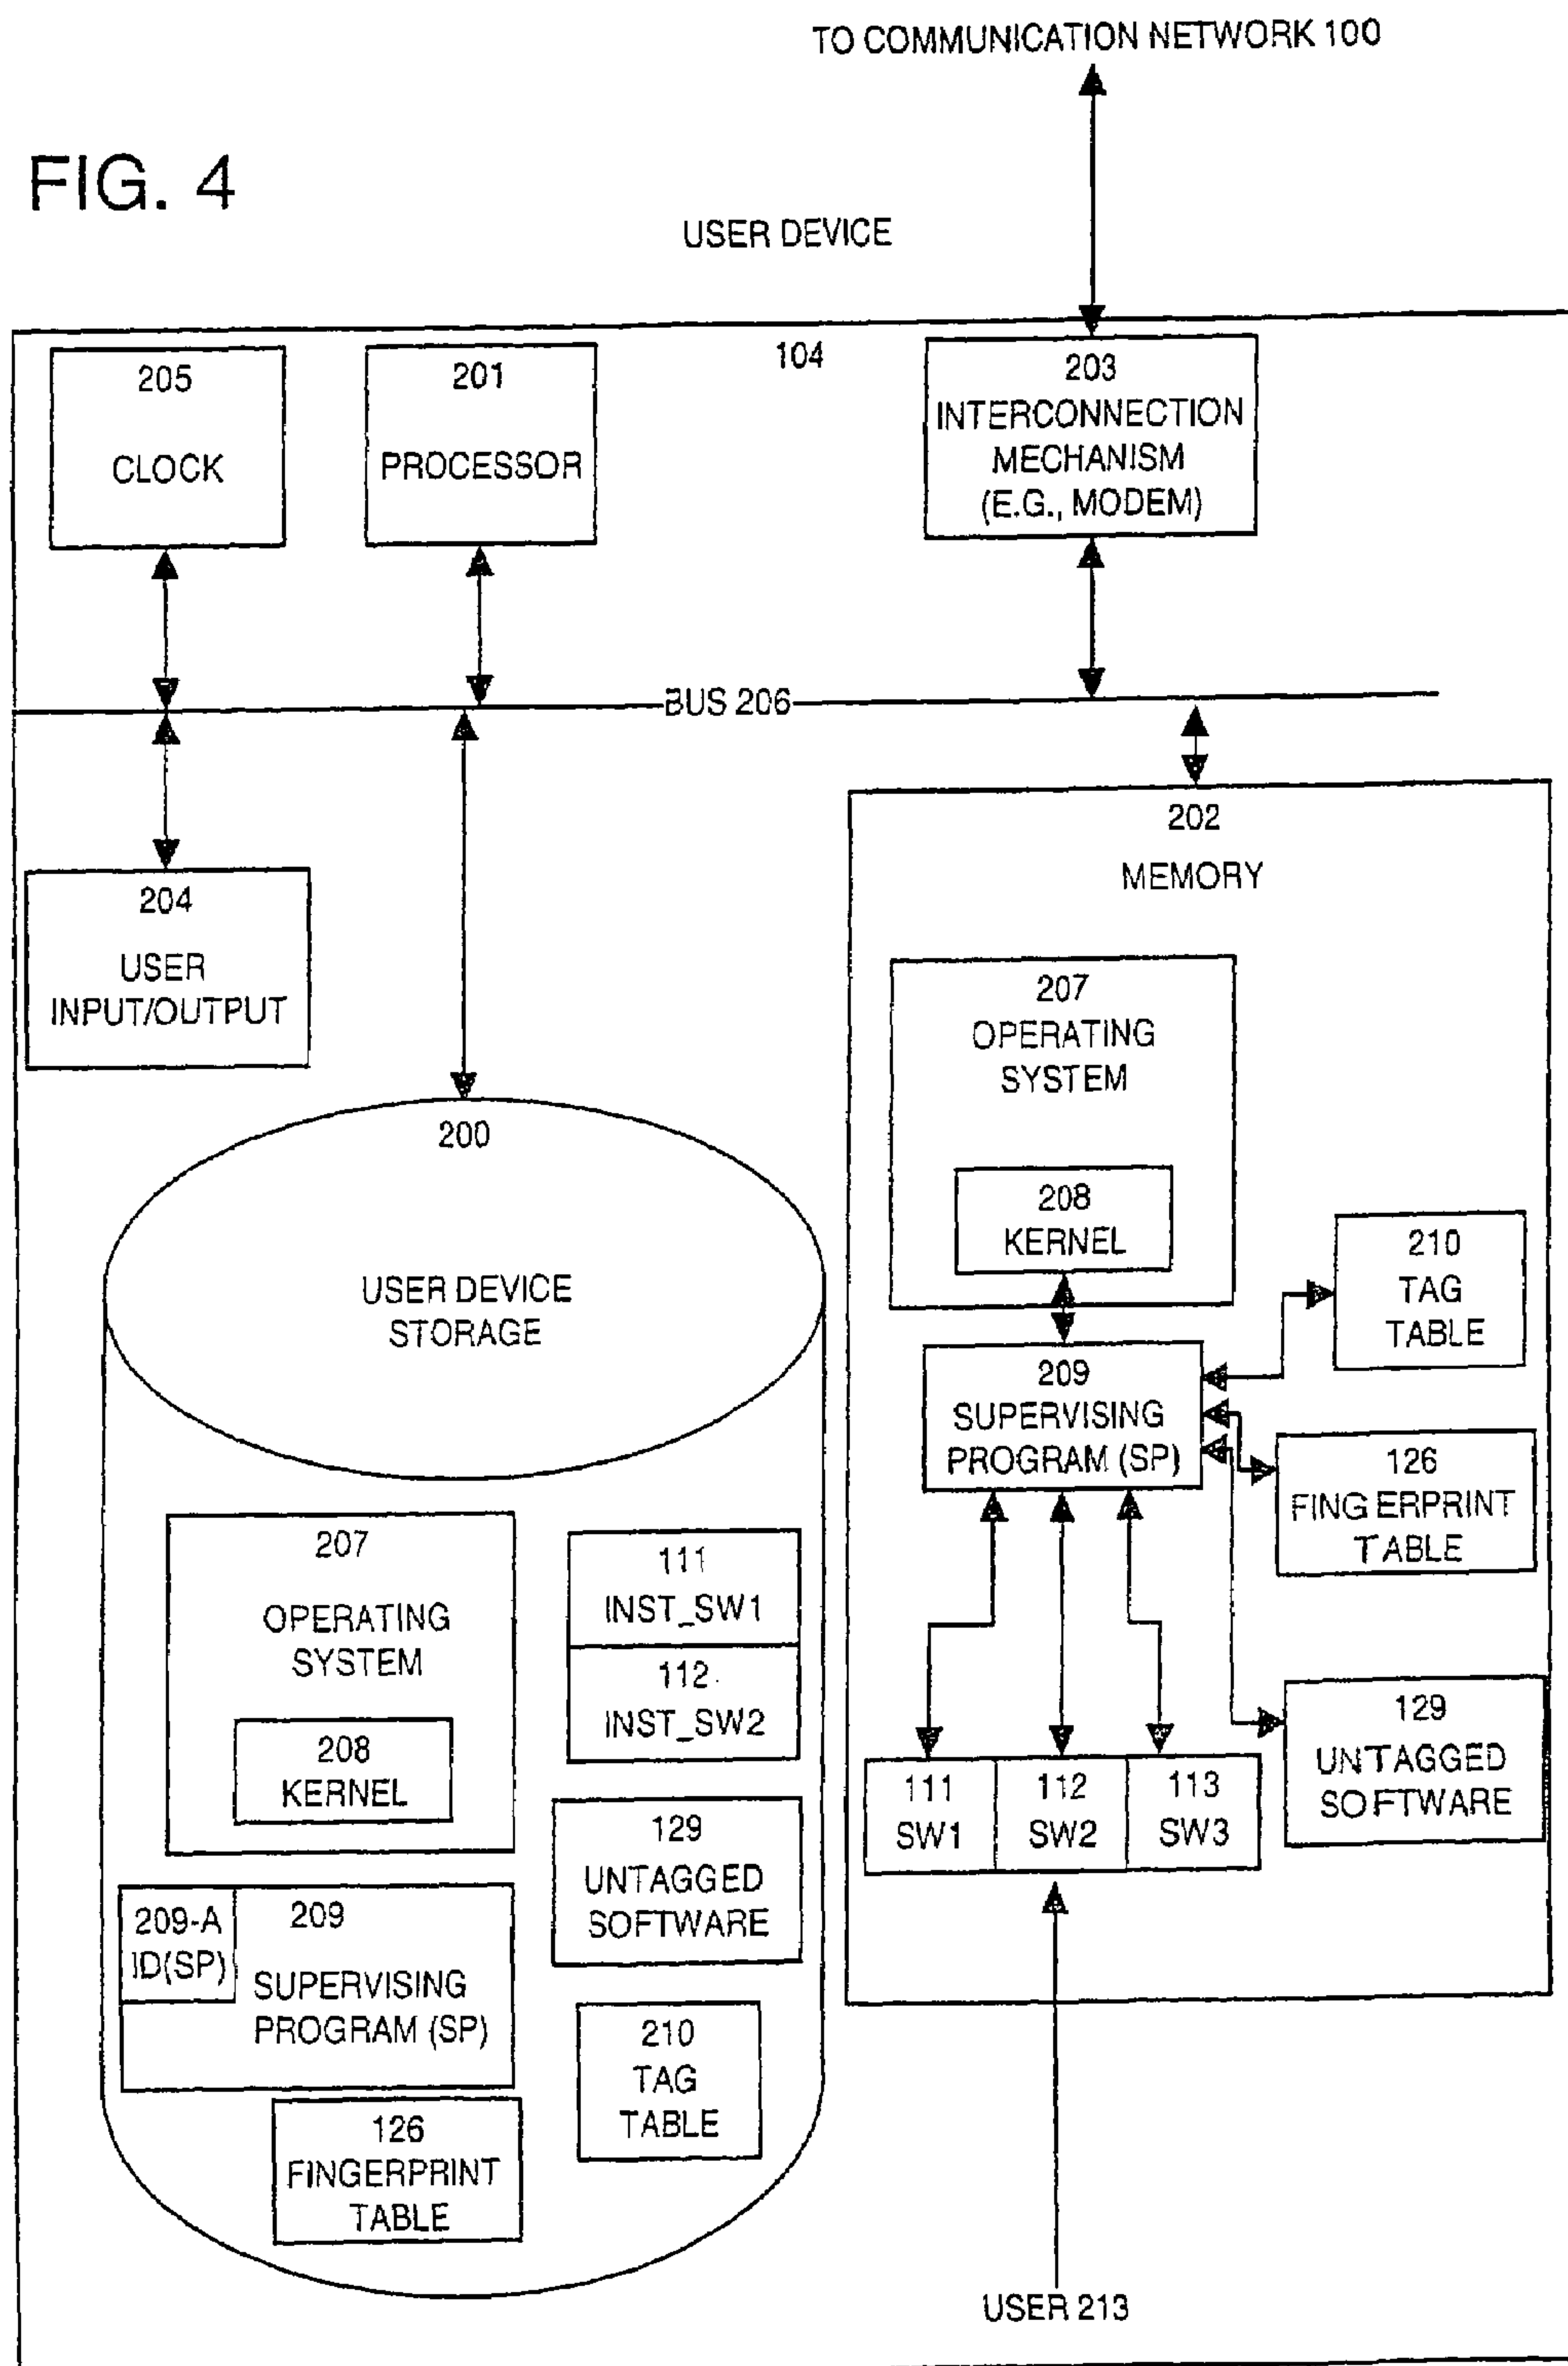 TO COMMUNICATION NETWORK 100
FIG. 4
USER DEVICE
104
205
CLOCK
201
PROCESSOR
203
INTERCONNECTION
MECHANISM
(E.G., MODEM)
BUS 206
204
USER
INPUT/OUTPUT
200
USER DEVICE
STORAGE
207
OPERATING
SYSTEM
208
KERNEL
111
INST_SW1
112
INST_SW2
129
UNTAGGED
SOFTWARE
209-A
ID(SP)
209
SUPERVISING
PROGRAM (SP)
210
TAG
TABLE
126
FINGERPRINT
TABLE
202
MEMORY
207
OPERATING
SYSTEM
208
KERNEL
210
TAG
TABLE
209
SUPERVISING
PROGRAM (SP)
126
FINGERPRINT
TABLE
129
UNTAGGED
SOFTWARE
111
SW1
112
SW2
113
SW3
USER 213